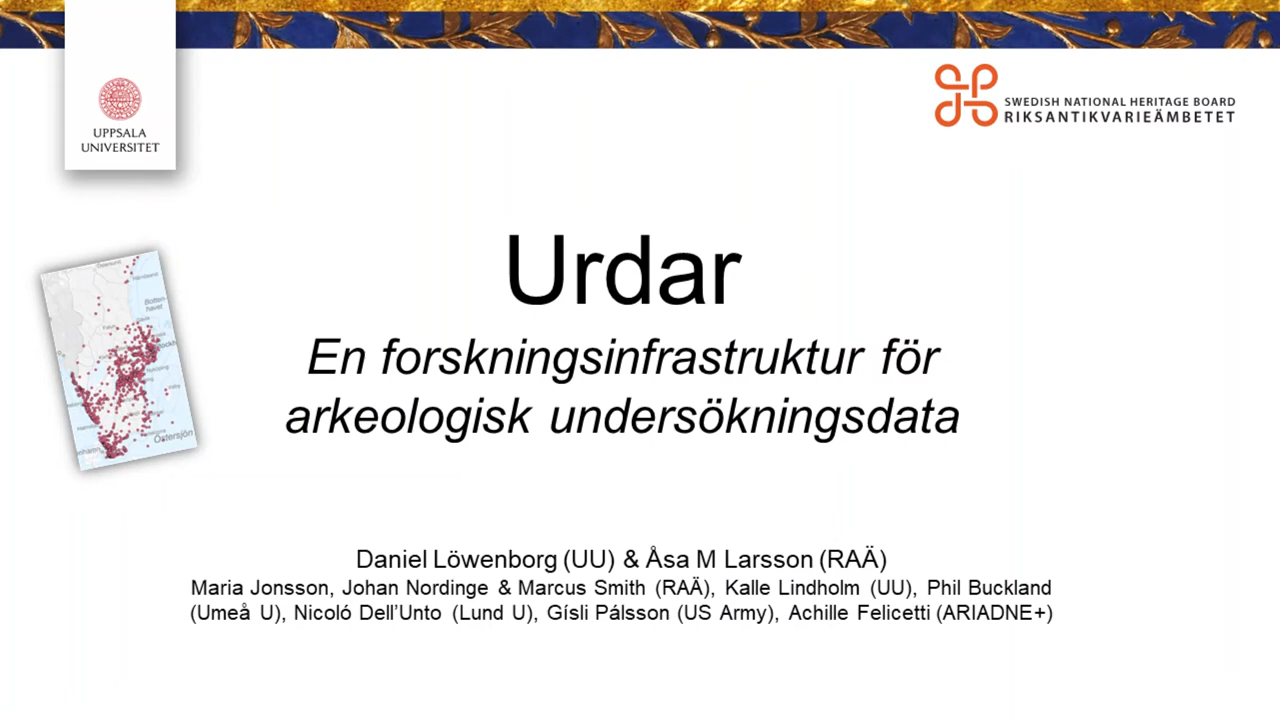 UPPSALA
UNIVERSITET
SWEDISH NATIONAL HERITAGE BOARD
RIKSANTIKVARIEÄMBETET
Urdar
En forskningsinfrastruktur för
arkeologisk undersökningsdata
Östersjön
Daniel Löwenborg (UU) & Åsa M Larsson (RAÄ)
Maria Jonsson, Johan Nordinge & Marcus Smith (RAÄ), Kalle Lindholm (UU), Phil Buckland
(Umeå U), Nicoló Dell’Unto (Lund U), Gísli Pálsson (US Army), Achille Felicetti (ARIADNE+)